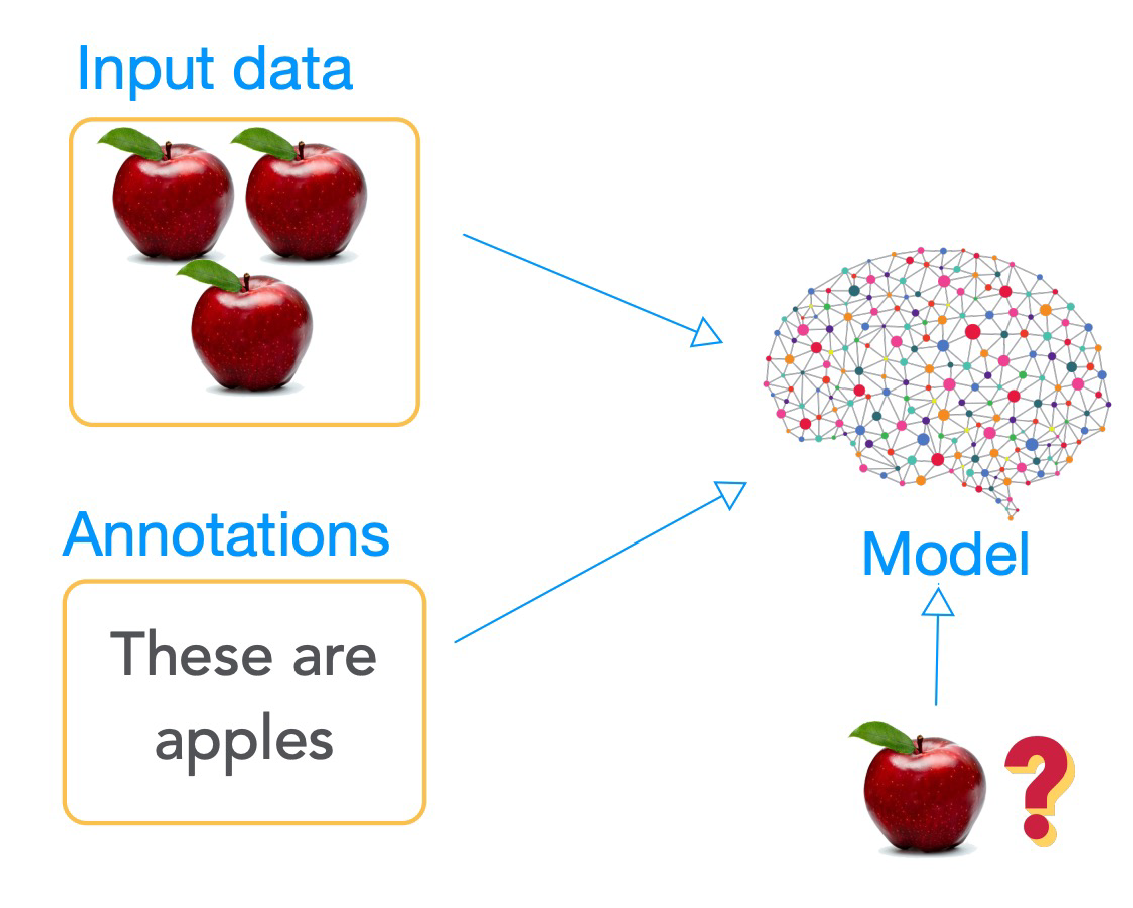 Input data
Annotations
These are
apples
Model
?